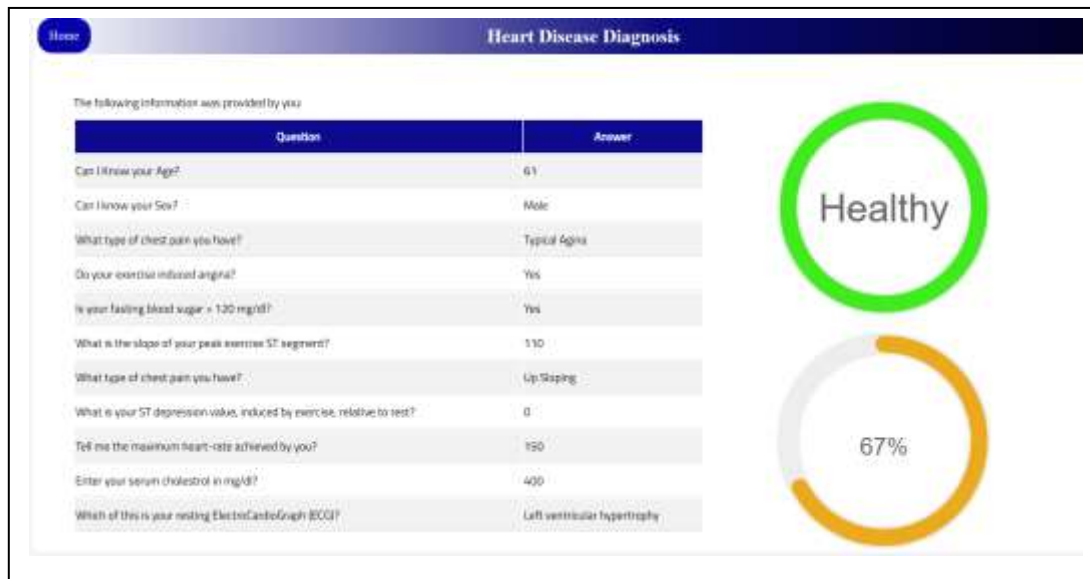 Home
Heart Disease Diagnosis
The following information was provided by you
Question Answer
Can I Know your Age? 61
Can I know your Sex? Male
What type of chest pain you have? Typical Agina
Do your exercise induced angina? Yes
Is your fasting blood sugar > 120 mg/dl? Yes
What is the slope of your peak exercise ST segment? 110
What type of chest pain you have? Up Sloping
What is your ST depression value, induced by exercise, relative to rest? 0
Tell me the maximum heart-rate achieved by you? 150
Enter your serum cholestrol in mg/dl? 400
Which of this is your resting ElectroCardioGraph (ECG)? Left ventricular hypertrophy
Healthy
67%